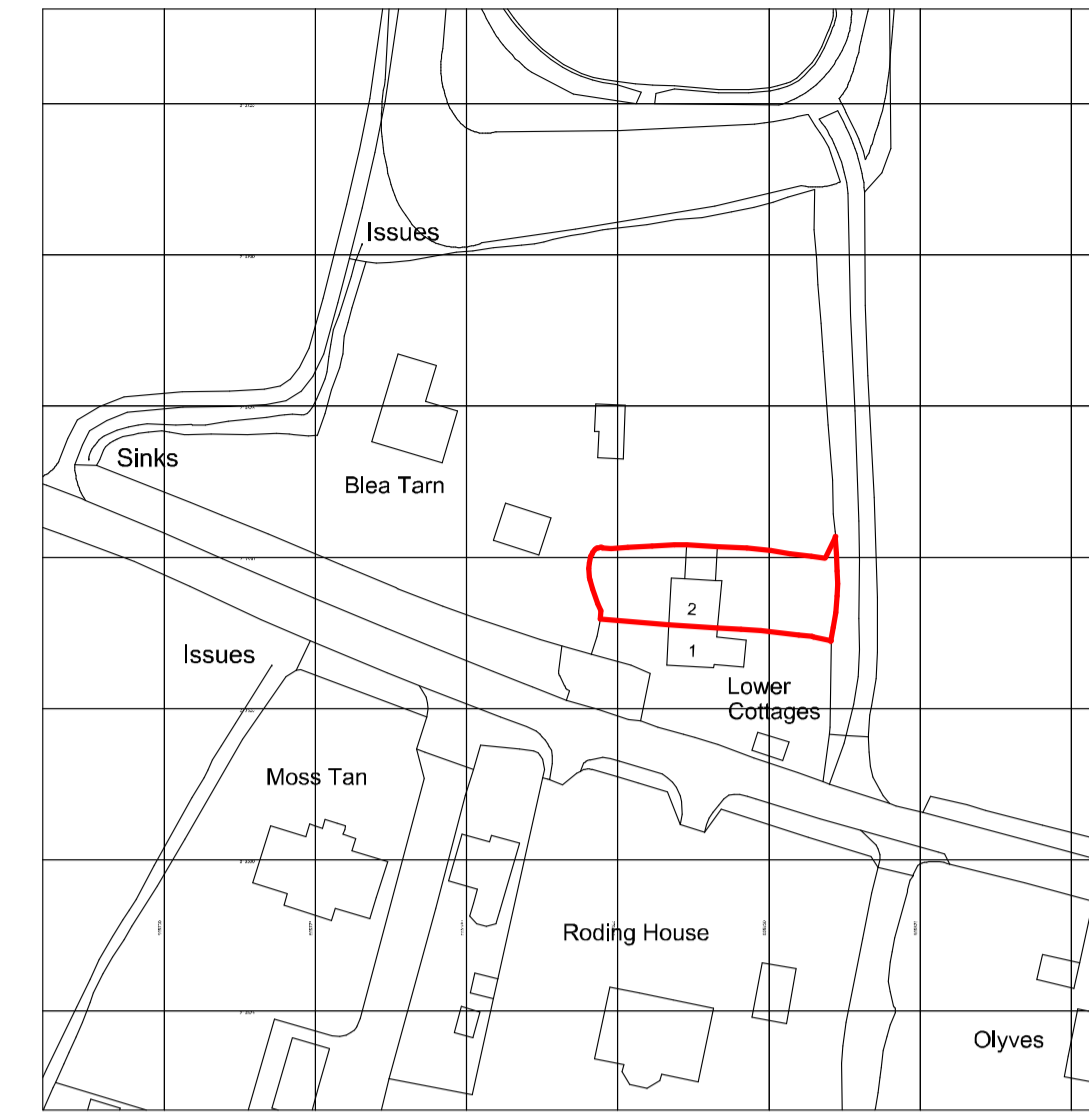 Issues
Sinks
Blea Tarn
2
1
Issues
Lower
Cottages
Moss Tan
Roding House
Olyves